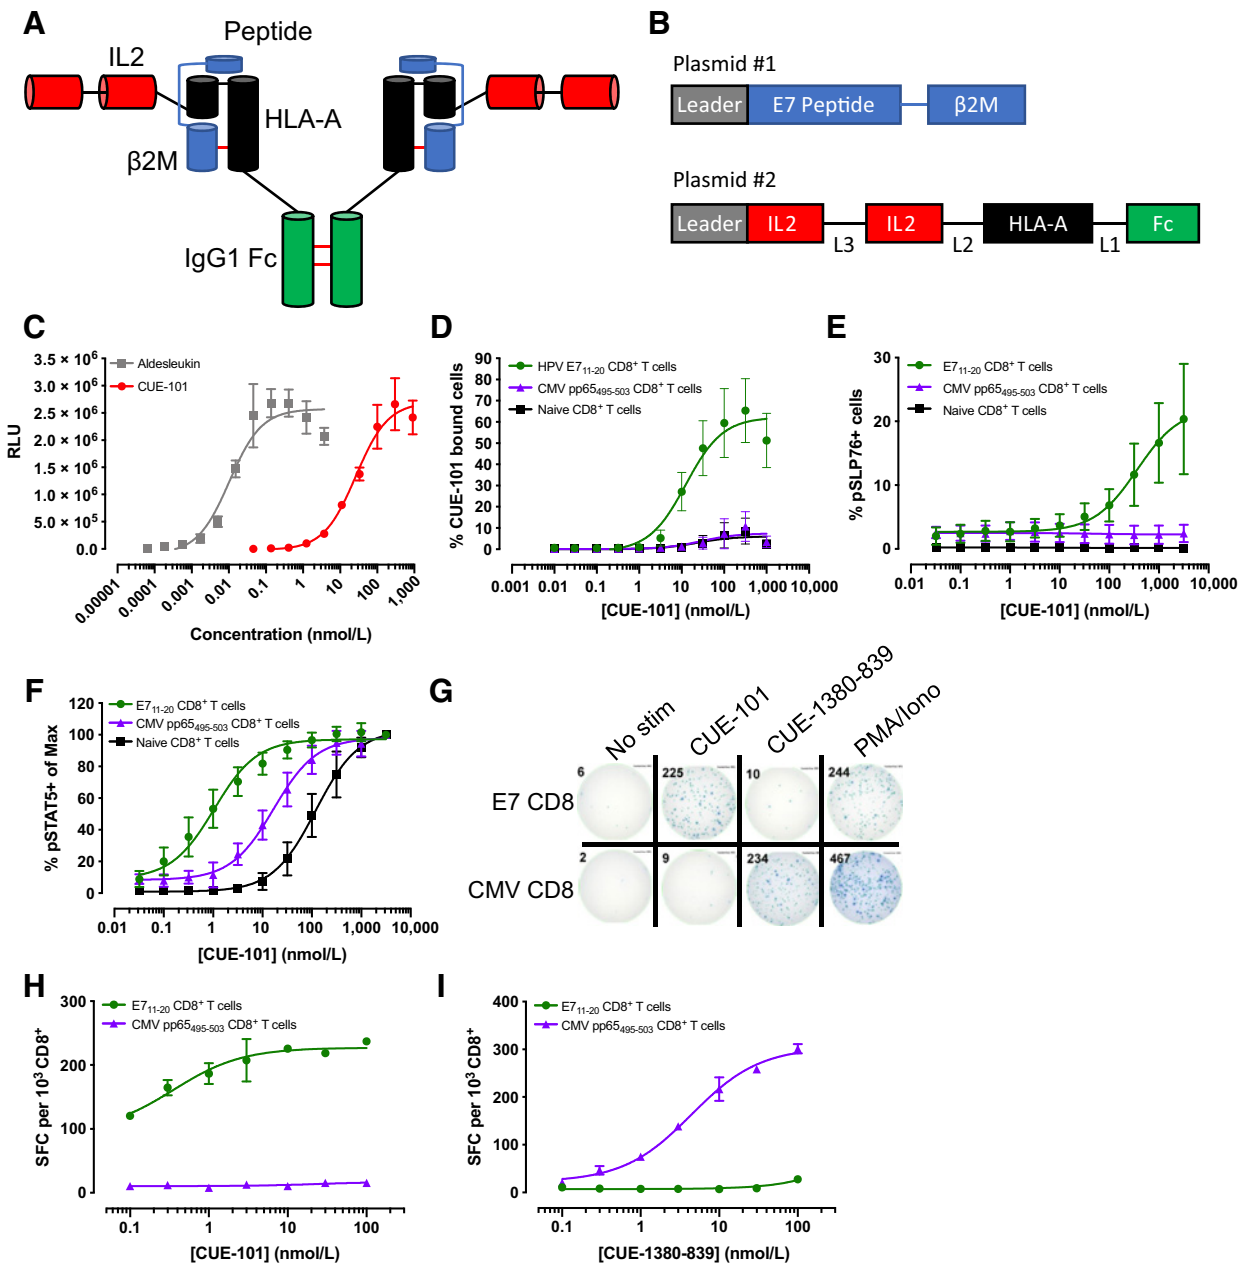 A
Peptide
IL2
HLA-A
β2M
IgG1 Fc
B
Plasmid #1
Leader E7 Peptide β2M
Plasmid #2
Leader IL2 IL2 HLA-A Fc
L3 L2 L1
C
RLU
3.5 × 10⁶
3.0 × 10⁶
2.5 × 10⁶
2.0 × 10⁶
1.5 × 10⁶
1.0 × 10⁶
5.0 × 10⁵
0.0
Aldesleukin
CUE-101
0.00001 0.0001 0.001 0.01 0.1 1 10 100 1,000
Concentration (nmol/L)
D
% CUE-101 bound cells
90
80
70
60
50
40
30
20
10
0
HPV E7₁₁₋₂₀ CD8⁺ T cells
CMV pp65₄₉₅₋₅₀₃ CD8⁺ T cells
Naive CD8⁺ T cells
0.001 0.01 0.1 1 10 100 1,000 10,000
[CUE-101] (nmol/L)
E
% pSLP76+ cells
30
20
10
0
E7₁₁₋₂₀ CD8⁺ T cells
CMV pp65₄₉₅₋₅₀₃ CD8⁺ T cells
Naive CD8⁺ T cells
0.01 0.1 1 10 100 1,000 10,000
[CUE-101] (nmol/L)
F
% pSTAT5+ of Max
120
100
80
60
40
20
0
E7₁₁₋₂₀ CD8⁺ T cells
CMV pp65₄₉₅₋₅₀₃ CD8⁺ T cells
Naive CD8⁺ T cells
0.01 0.1 1 10 100 1,000 10,000
[CUE-101] (nmol/L)
G
No stim CUE-101 CUE-1380-839 PMA/Iono
E7 CD8
6 225 10 244
CMV CD8
2 9 234 467
H
SFC per 10³ CD8⁺
300
200
100
0
E7₁₁₋₂₀ CD8⁺ T cells
CMV pp65₄₉₅₋₅₀₃ CD8⁺ T cells
0.1 1 10 100
[CUE-101] (nmol/L)
I
SFC per 10³ CD8⁺
400
300
200
100
0
E7₁₁₋₂₀ CD8⁺ T cells
CMV pp65₄₉₅₋₅₀₃ CD8⁺ T cells
0.1 1 10 100
[CUE-1380-839] (nmol/L)